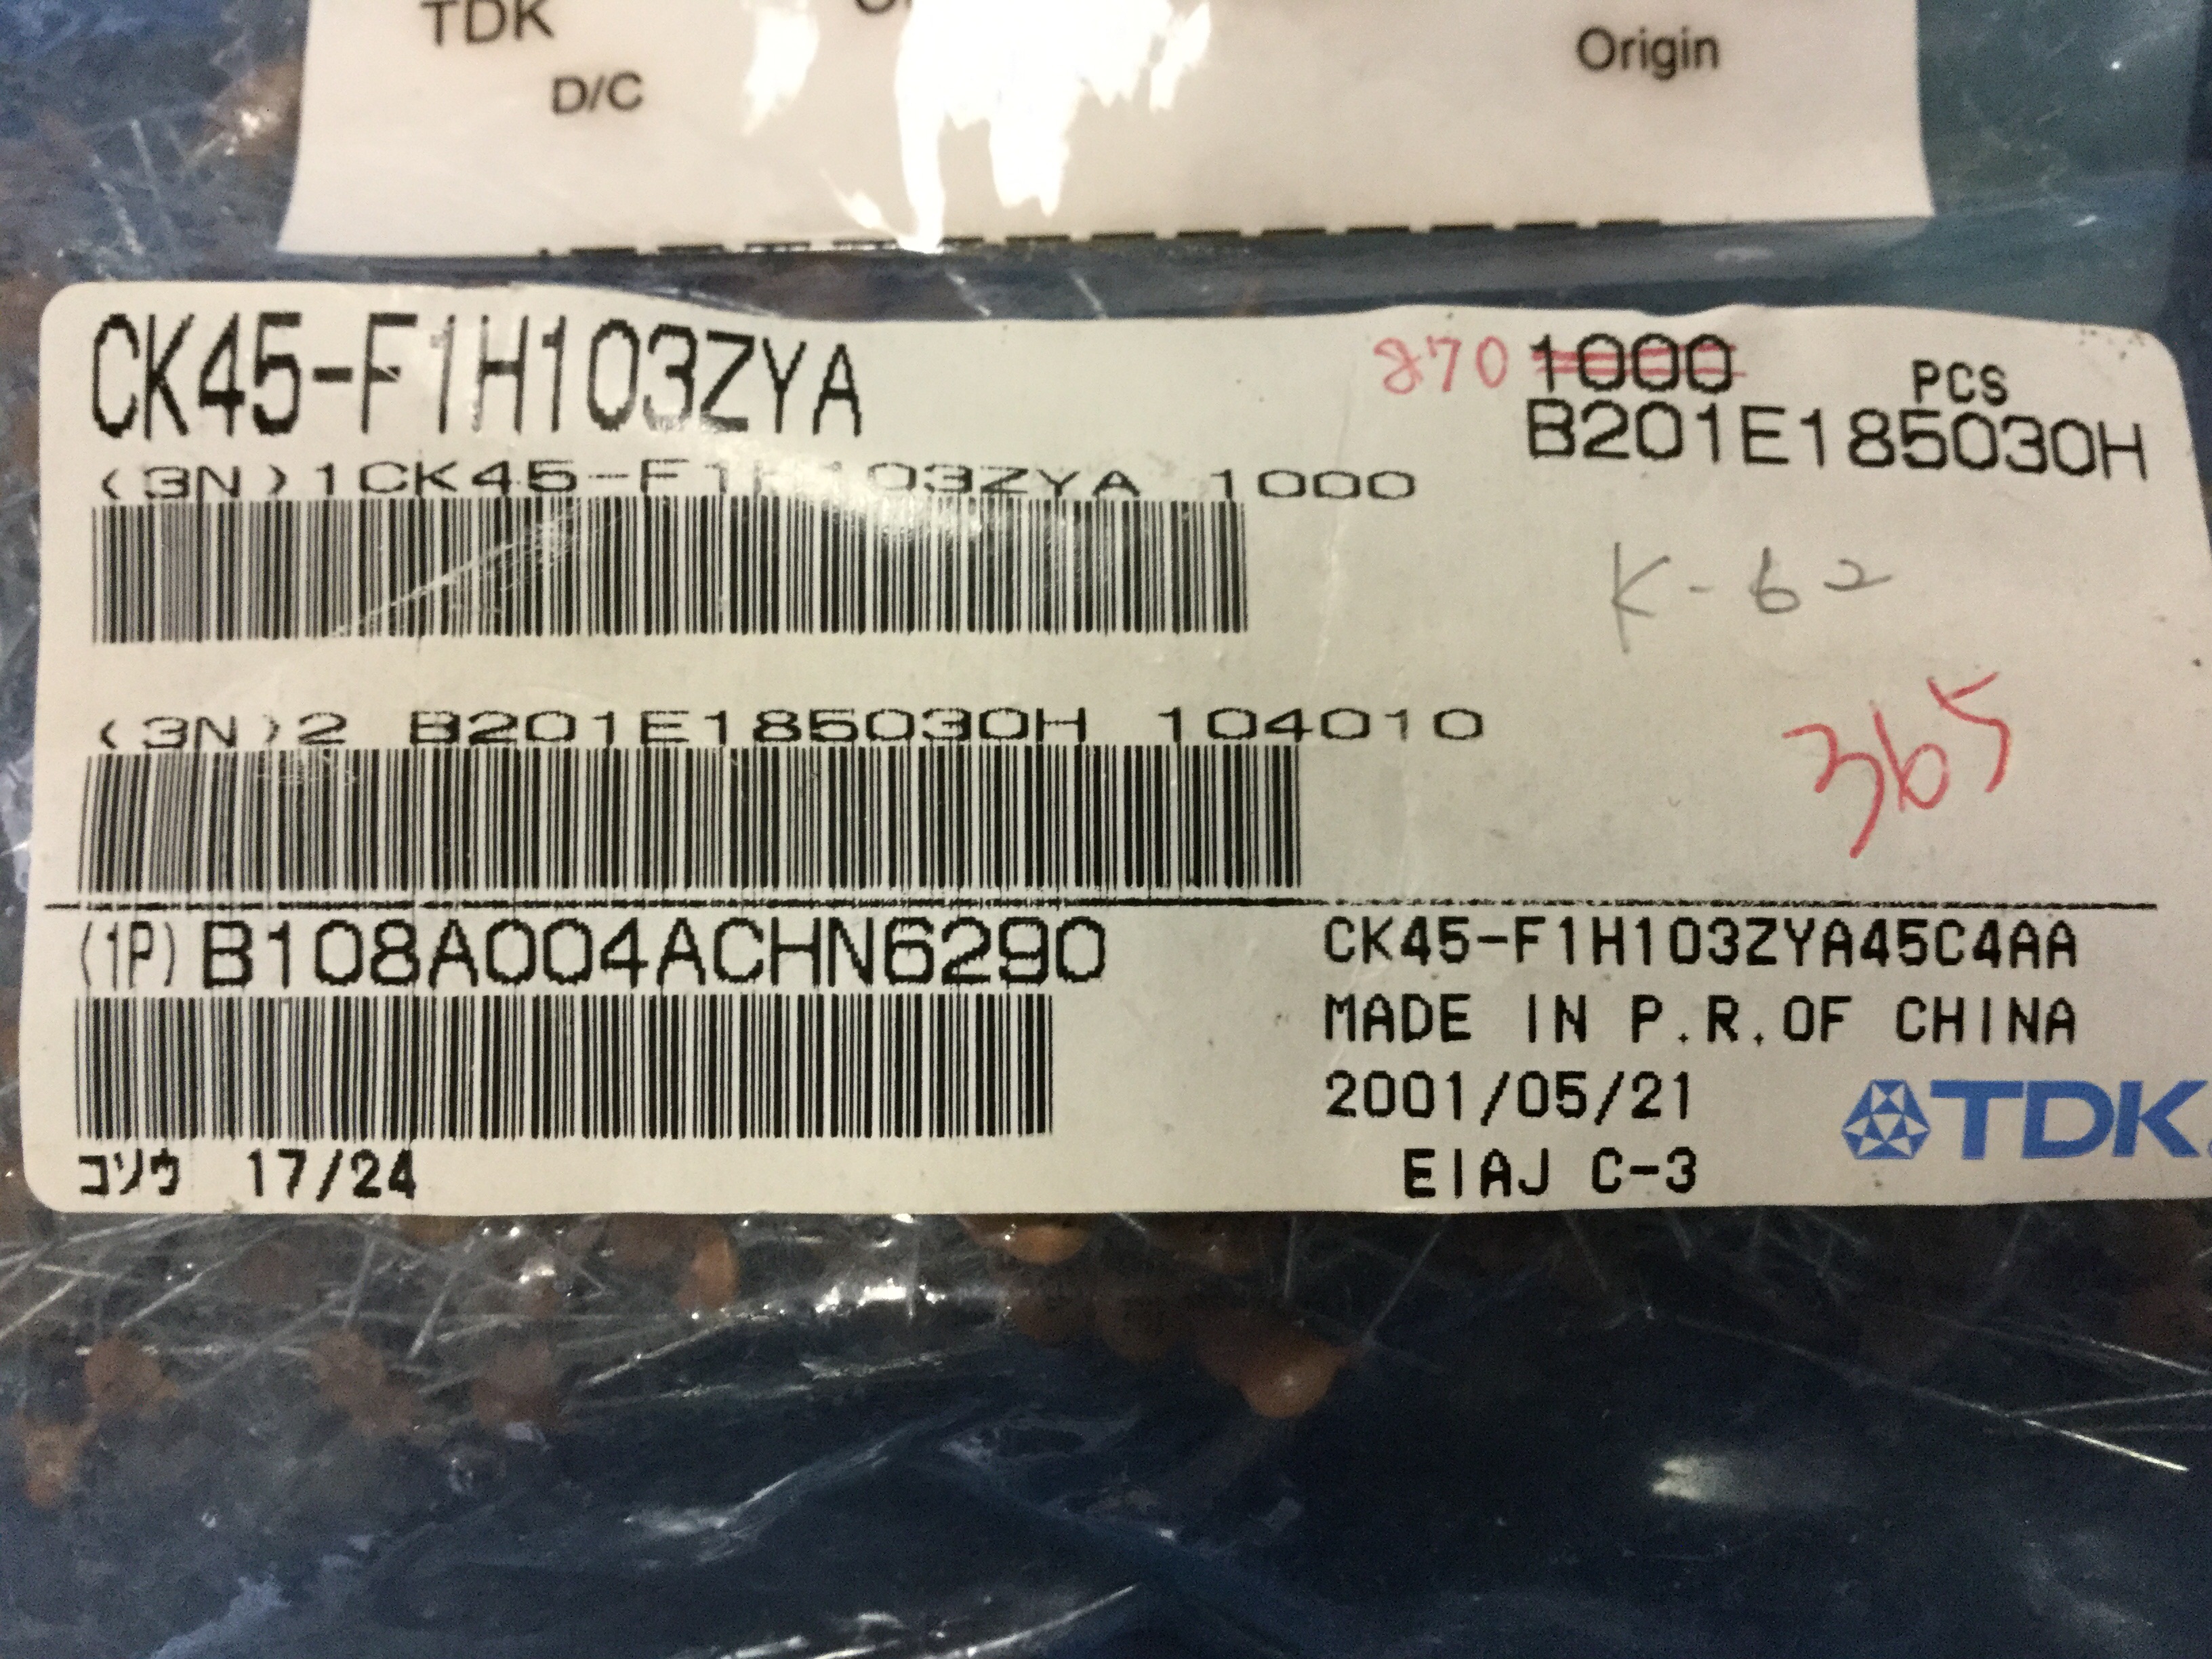 TDK
D/C
Origin
CK45-F1H103ZYA
870 1000 PCS
B201E185030H
(3N)1CK45-F1H103ZYA 1000
K-62
(3N)2 B201E185030H 104010
365
(1P) B108A004ACHN6290
CK45-F1H103ZYA45C4AA
MADE IN P.R.OF CHINA
2001/05/21
TDK
コソウ 17/24
EIAJ C-3